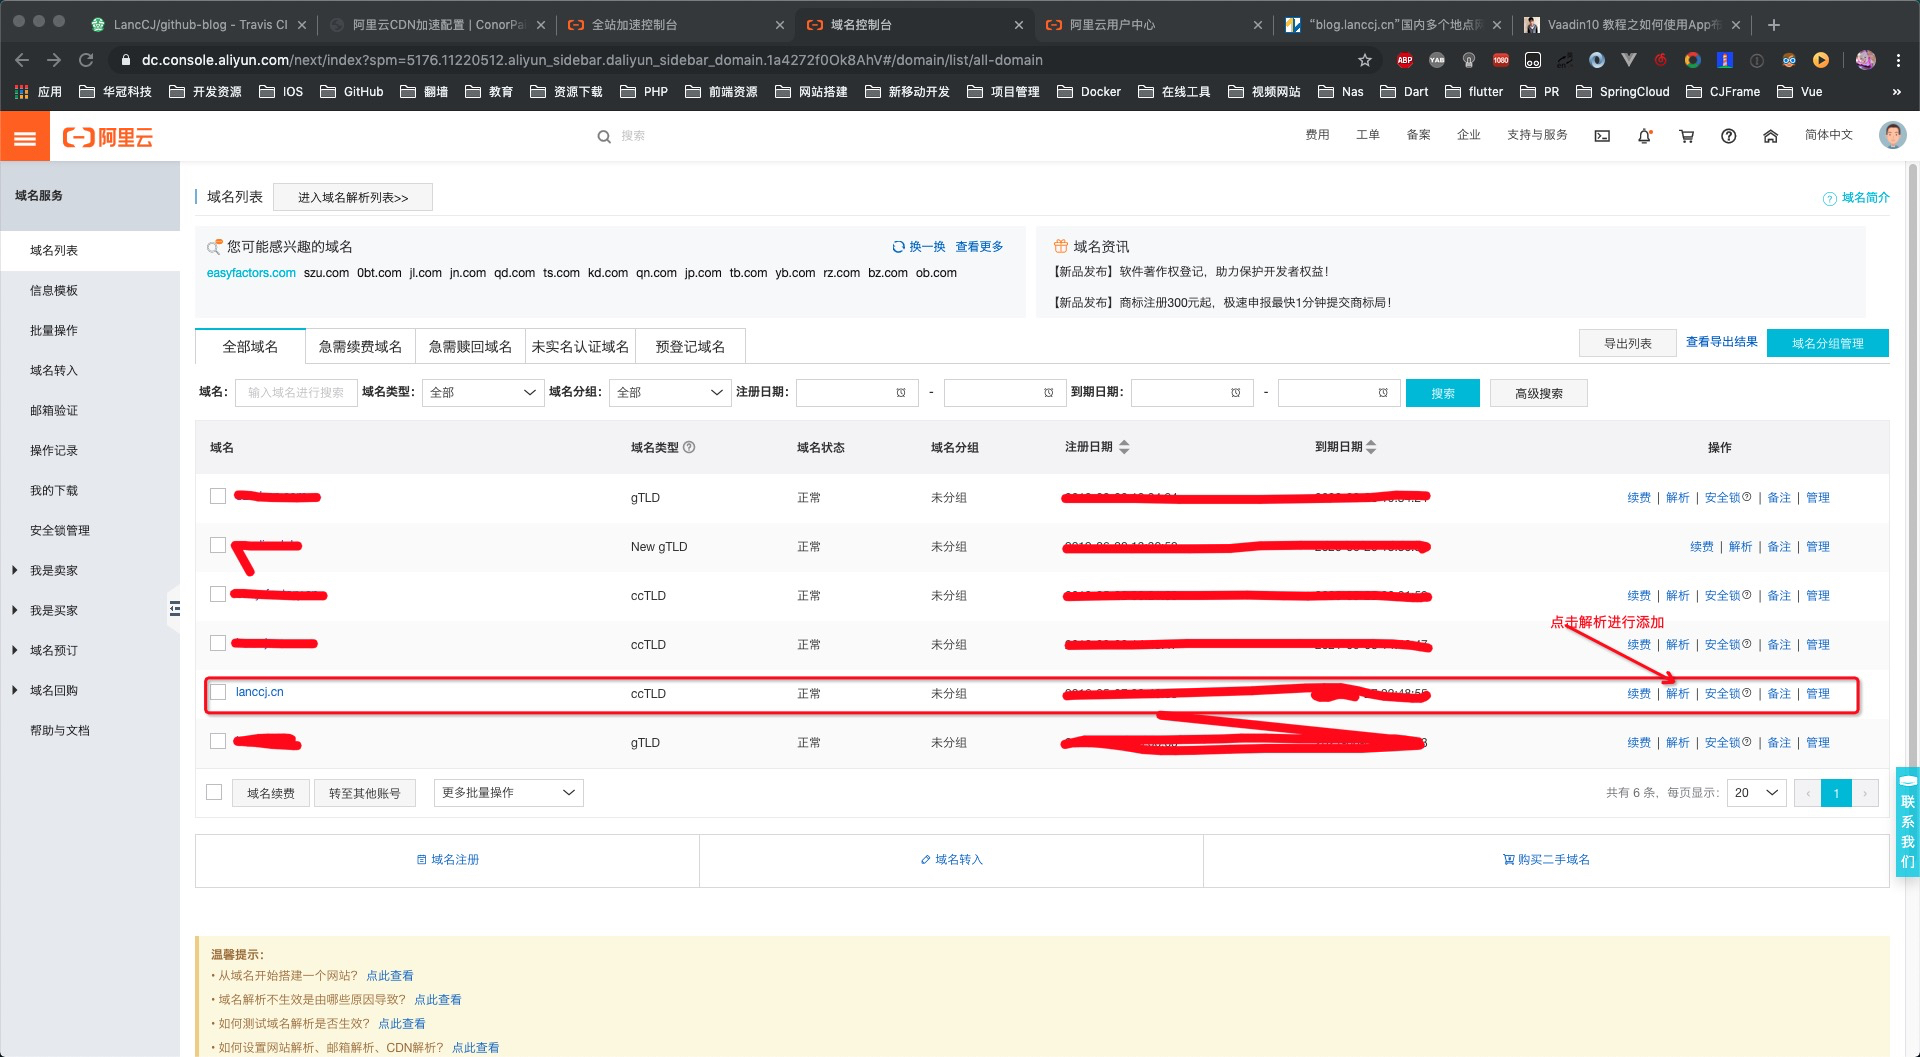 LancCJ/github-blog - Travis CI
阿里云CDN加速配置 | ConorPai
全站加速控制台
域名控制台
阿里云用户中心
“blog.lanccj.cn”国内多个地点网
Vaadin10 教程之如何使用App布
dc.console.aliyun.com/next/index?spm=5176.11220512.aliyun_sidebar.daliyun_sidebar_domain.1a4272f0Ok8AhV#/domain/list/all-domain
ABP
YAB
1080
应用 华冠科技 开发资源 IOS GitHub 翻墙 教育 资源下载 PHP 前端资源 网站搭建 新移动开发 项目管理 Docker 在线工具 视频网站 Nas Dart flutter PR SpringCloud CJFrame Vue »
阿里云
搜索
费用 工单 备案 企业 支持与服务 简体中文
域名服务
域名列表
信息模板
批量操作
域名转入
邮箱验证
操作记录
我的下载
安全锁管理
我是卖家
我是买家
域名预订
域名回购
帮助与文档
域名列表 进入域名解析列表>> 域名简介
您可能感兴趣的域名 换一换 查看更多
easyfactors.com szu.com 0bt.com jl.com jn.com qd.com ts.com kd.com qn.com jp.com tb.com yb.com rz.com bz.com ob.com
域名资讯
【新品发布】软件著作权登记，助力保护开发者权益！
【新品发布】商标注册300元起，极速申报最快1分钟提交商标局！
全部域名 急需续费域名 急需赎回域名 未实名认证域名 预登记域名 导出列表 查看导出结果 域名分组管理
域名: 输入域名进行搜索 域名类型: 全部 域名分组: 全部 注册日期: - 到期日期: - 搜索 高级搜索
域名 域名类型 域名状态 域名分组 注册日期 到期日期 操作
gTLD 正常 未分组 续费 | 解析 | 安全锁 | 备注 | 管理
New gTLD 正常 未分组 续费 | 解析 | 备注 | 管理
ccTLD 正常 未分组 续费 | 解析 | 安全锁 | 备注 | 管理
点击解析进行添加
ccTLD 正常 未分组 续费 | 解析 | 安全锁 | 备注 | 管理
lanccj.cn ccTLD 正常 未分组 续费 | 解析 | 安全锁 | 备注 | 管理
gTLD 正常 未分组 续费 | 解析 | 安全锁 | 备注 | 管理
域名续费 转至其他账号 更多批量操作 共有 6 条，每页显示: 20 ‹ 1 ›
域名注册 域名转入 购买二手域名
联系我们
温馨提示:
• 从域名开始搭建一个网站? 点此查看
• 域名解析不生效是由哪些原因导致? 点此查看
• 如何测试域名解析是否生效? 点此查看
• 如何设置网站解析、邮箱解析、CDN解析? 点此查看